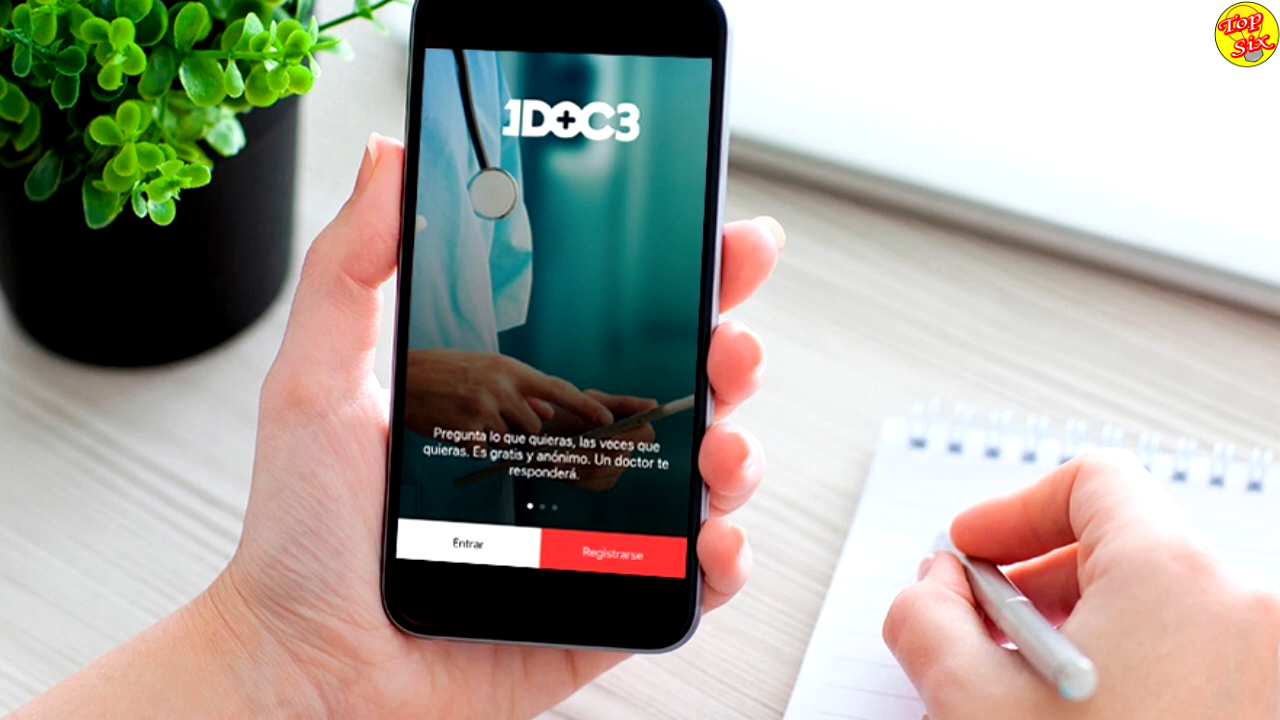 Top
Six
1DOC3
Pregunta lo que quieras, las veces que
quieras. Es gratis y anónimo. Un doctor te
responderá.
Entrar
Registrarse